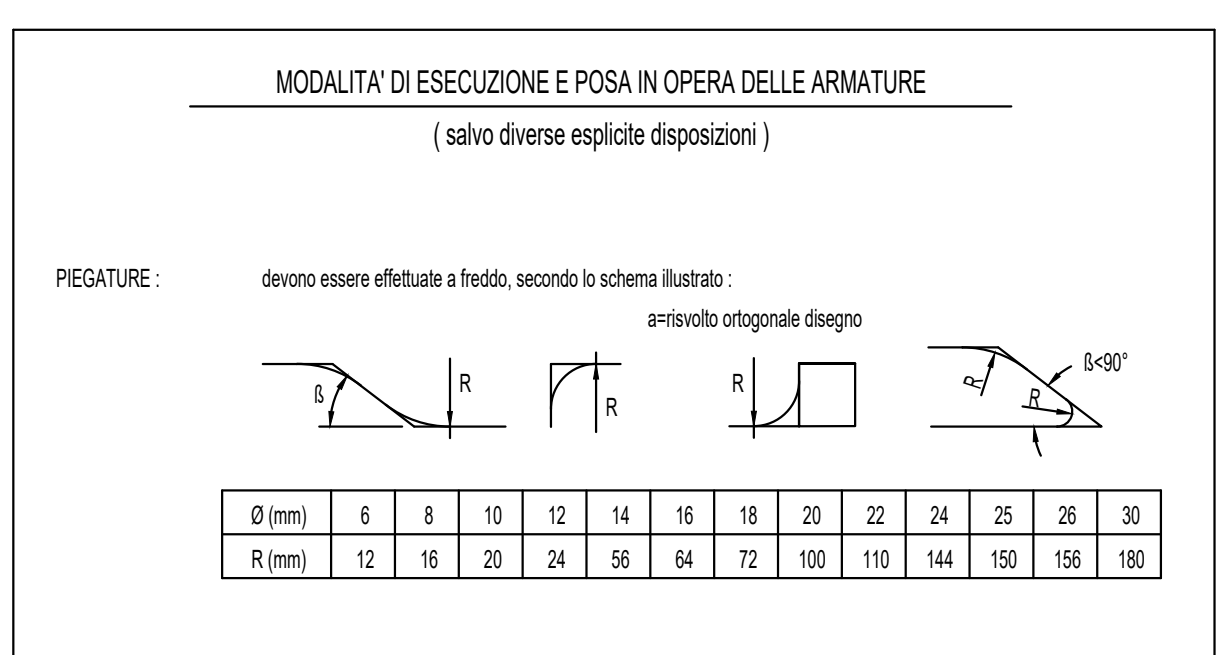 MODALITA' DI ESECUZIONE E POSA IN OPERA DELLE ARMATURE
( salvo diverse esplicite disposizioni )
PIEGATURE : devono essere effettuate a freddo, secondo lo schema illustrato :
a=risvolto ortogonale disegno
ß R R R R R ß<90°
Ø (mm) 6 8 10 12 14 16 18 20 22 24 25 26 30
R (mm) 12 16 20 24 56 64 72 100 110 144 150 156 180